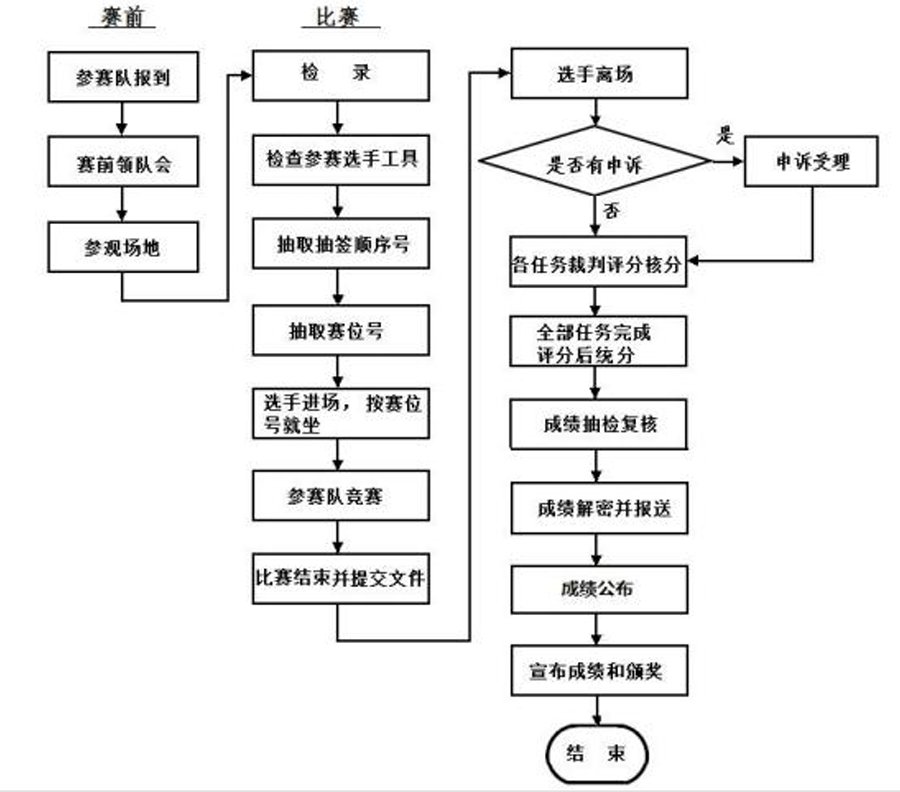 赛前
参赛队报到
赛前领队会
参观场地
比赛
检 录
检查参赛选手工具
抽取抽签顺序号
抽取赛位号
选手进场，按赛位
号就坐
参赛队竞赛
比赛结束并提交文件
选手离场
是否有申诉
是
申诉受理
否
各任务裁判评分核分
全部任务完成
评分后统分
成绩抽检复核
成绩解密并报送
成绩公布
宣布成绩和颁奖
结 束